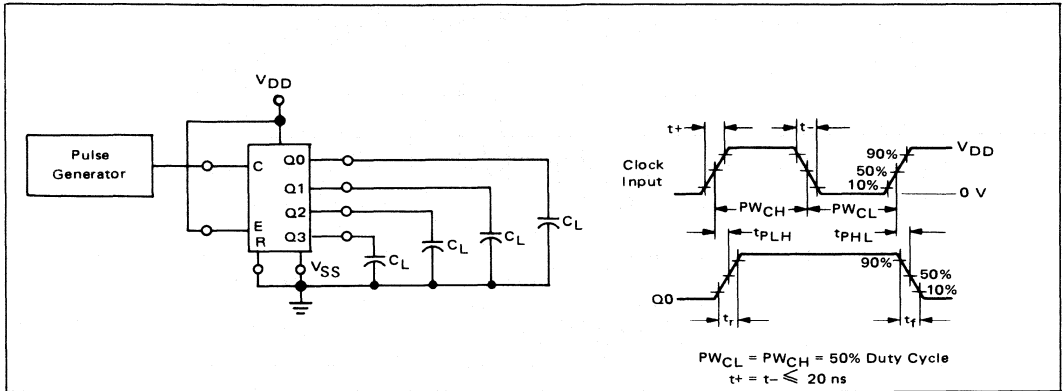 VDD
Pulse
Generator
C
E
R
Q0
Q1
Q2
Q3
VSS
CL
CL
CL
CL
t+
t-
Clock
Input
90%
50%
10%
VDD
0 V
PWCH
PWCL
tPLH
tPHL
Q0
90%
50%
10%
tr
tf
PWCL = PWCH = 50% Duty Cycle
t+ = t- ⩽ 20 ns